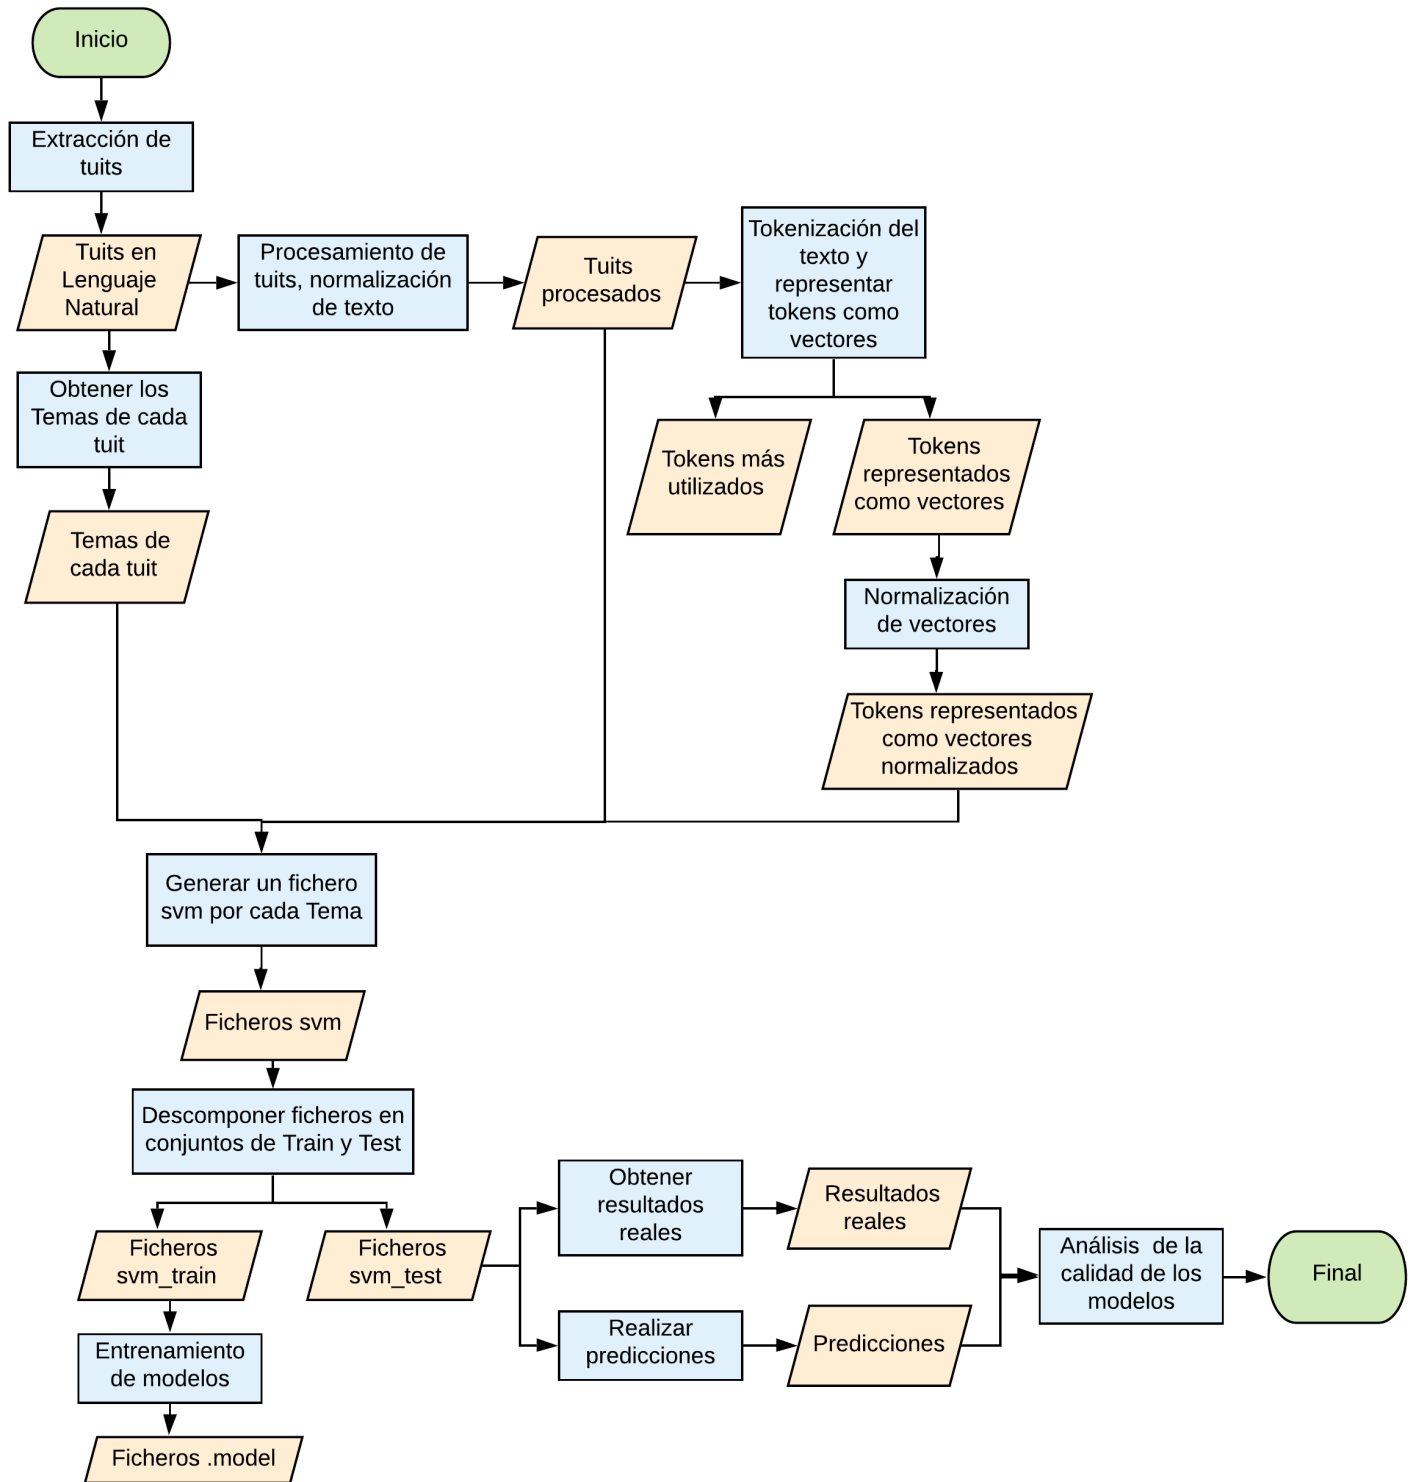 Inicio
Extracción de
tuits
Tuits en
Lenguaje
Natural
Procesamiento de
tuits, normalización
de texto
Tuits
procesados
Tokenización del
texto y
representar
tokens como
vectores
Obtener los
Temas de cada
tuit
Tokens más
utilizados
Tokens
representados
como vectores
Temas de
cada tuit
Normalización
de vectores
Tokens representados
como vectores
normalizados
Generar un fichero
svm por cada Tema
Ficheros svm
Descomponer ficheros en
conjuntos de Train y Test
Ficheros
svm_train
Ficheros
svm_test
Obtener
resultados
reales
Resultados
reales
Análisis de la
calidad de los
modelos
Final
Realizar
predicciones
Predicciones
Entrenamiento
de modelos
Ficheros .model